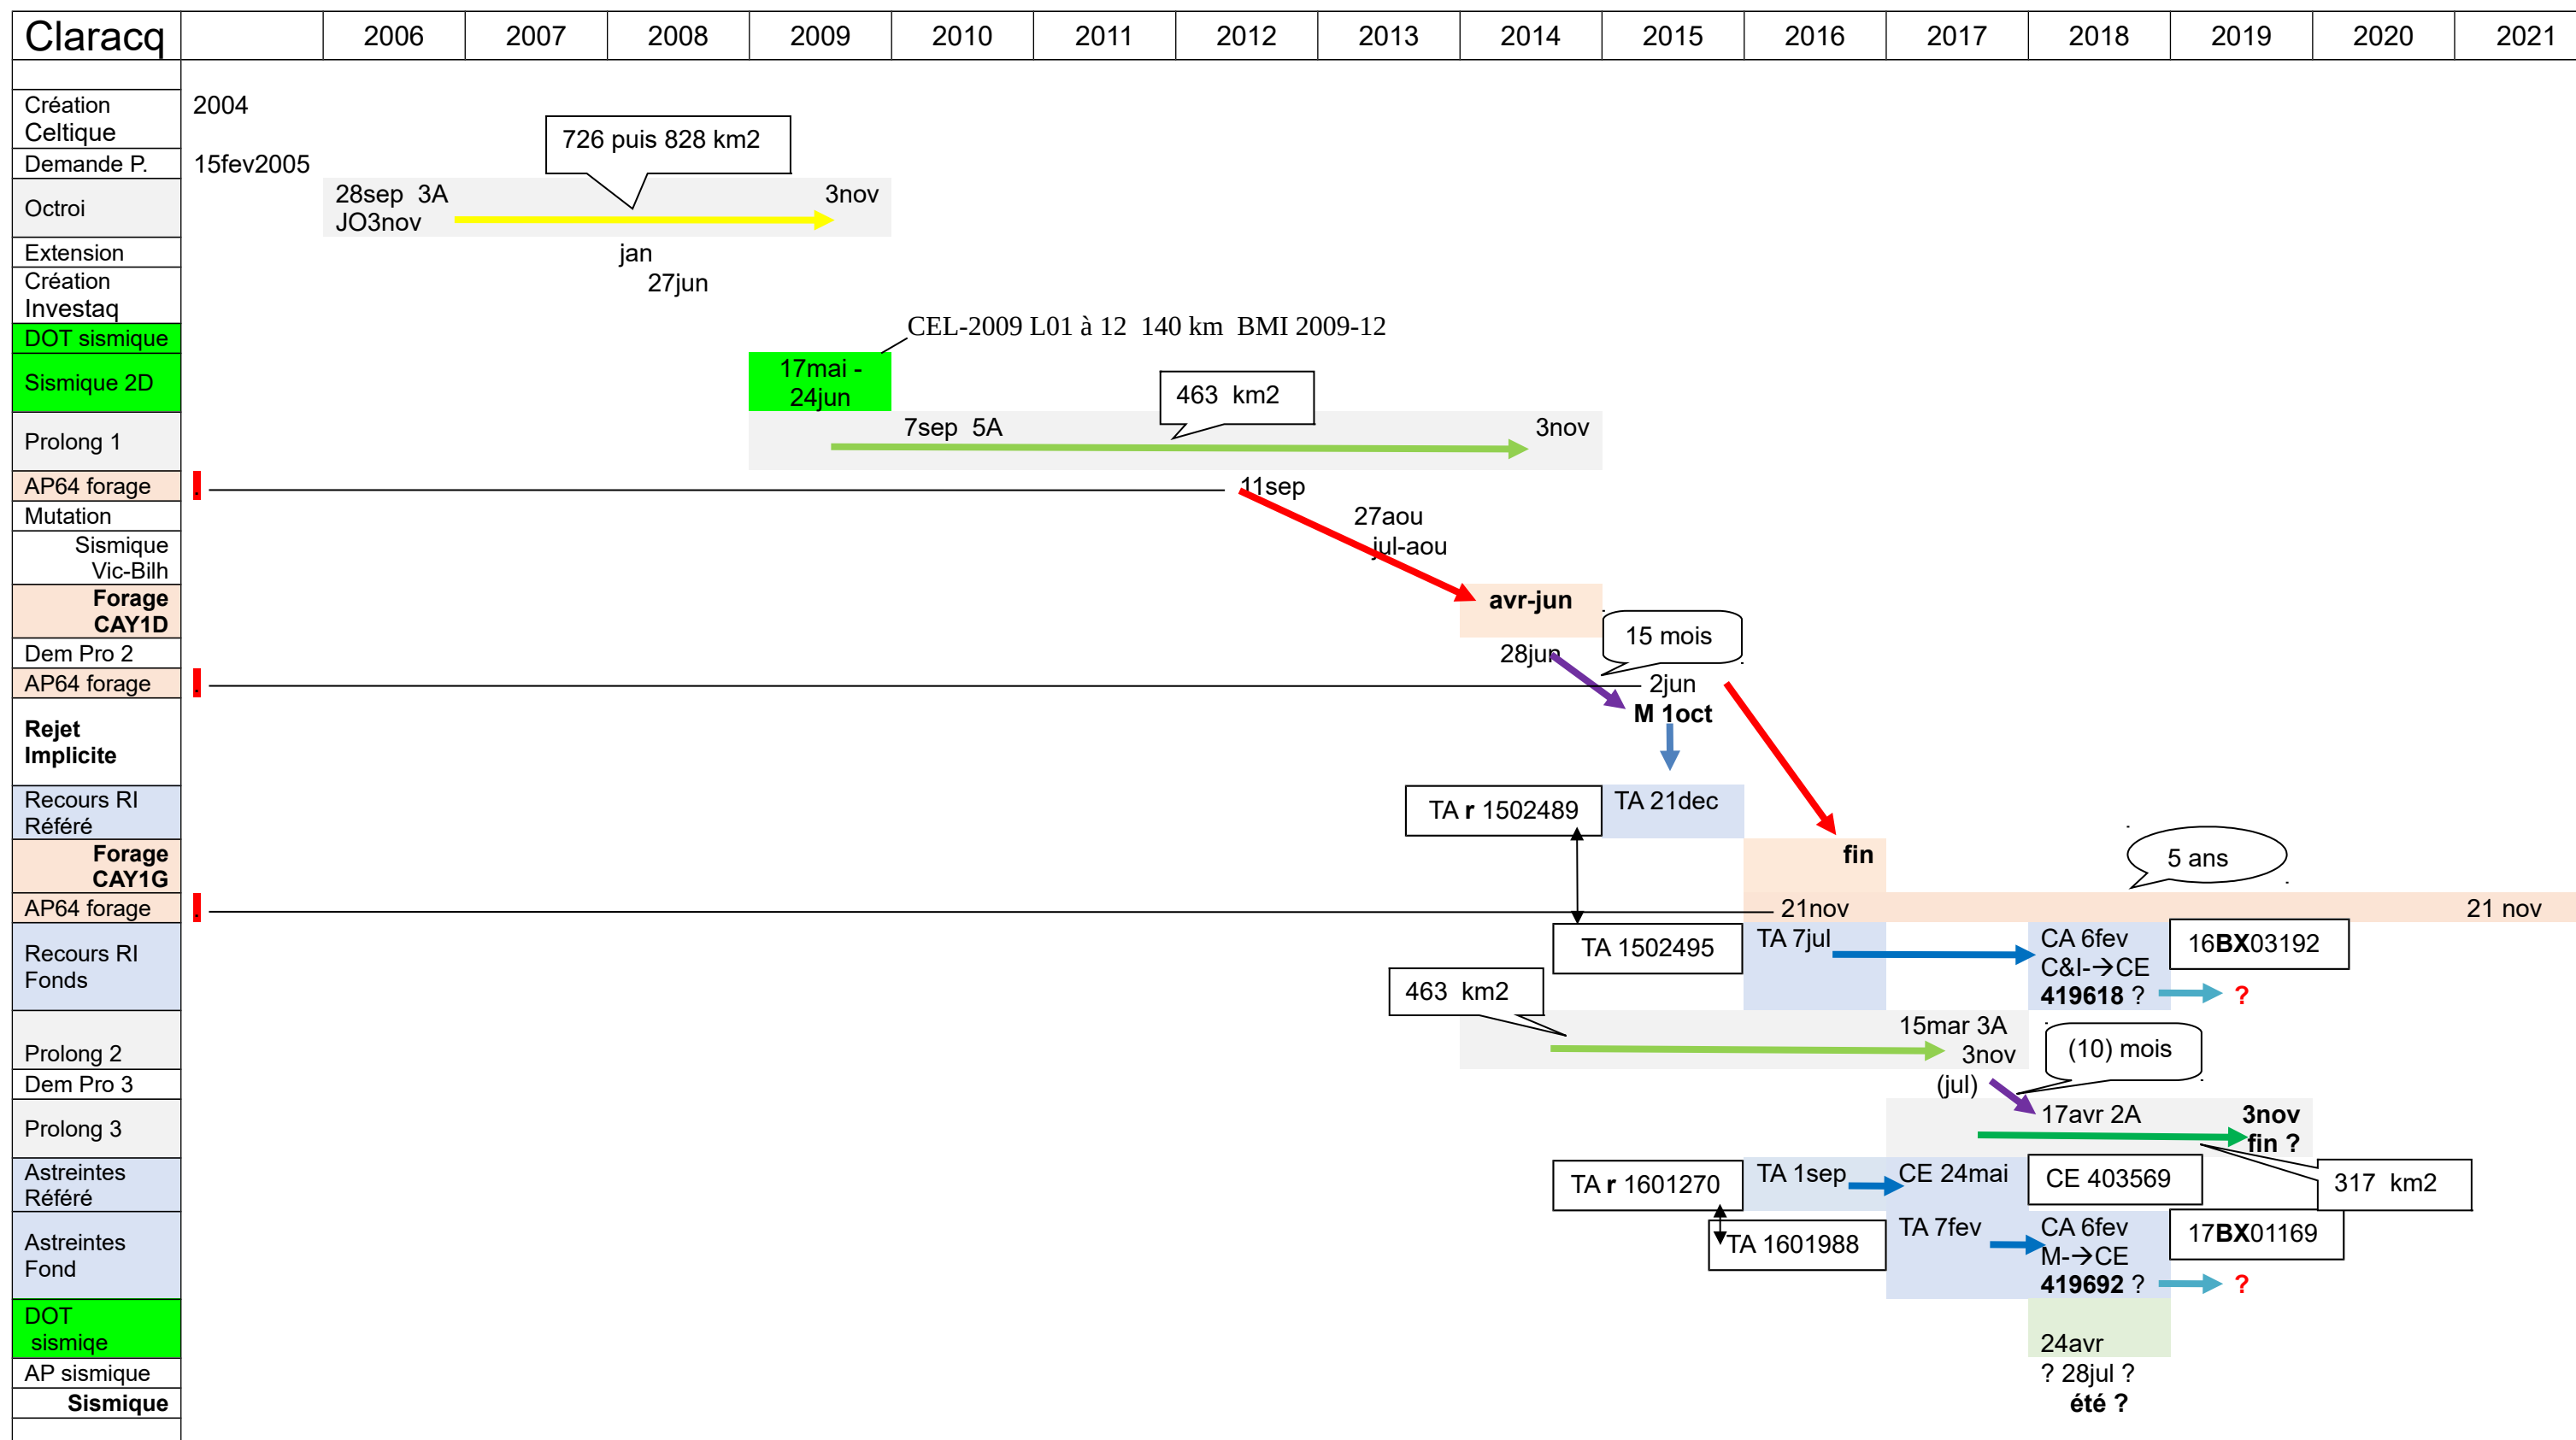 Claracq 2006 2007 2008 2009 2010 2011 2012 2013 2014 2015 2016 2017 2018 2019 2020 2021
Création
Celtique
2004
726 puis 828 km2
Demande P.
15fev2005
Octroi
28sep 3A
JO3nov
3nov
Extension
jan
Création
Investaq
27jun
DOT sismique
CEL-2009 L01 à 12 140 km BMI 2009-12
Sismique 2D
17mai -
24jun
463 km2
Prolong 1
7sep 5A
3nov
AP64 forage
.
11sep
Mutation
27aou
Sismique
Vic-Bilh
jul-aou
Forage
CAY1D
avr-jun
15 mois
Dem Pro 2
28jun
AP64 forage
.
2jun
Rejet
Implicite
M 1oct
Recours RI
Référé
TA r 1502489
TA 21dec
Forage
CAY1G
fin
5 ans
AP64 forage
.
21nov
21 nov
Recours RI
Fonds
TA 1502495
TA 7jul
CA 6fev
C&I-→CE
419618 ?
?
16BX03192
463 km2
Prolong 2
15mar 3A
3nov
(10) mois
Dem Pro 3
(jul)
Prolong 3
17avr 2A
3nov
fin ?
Astreintes
Référé
TA r 1601270
TA 1sep
CE 24mai
CE 403569
317 km2
Astreintes
Fond
TA 1601988
TA 7fev
CA 6fev
M-→CE
419692 ?
?
17BX01169
DOT
sismiqe
24avr
AP sismique
? 28jul ?
Sismique
été ?